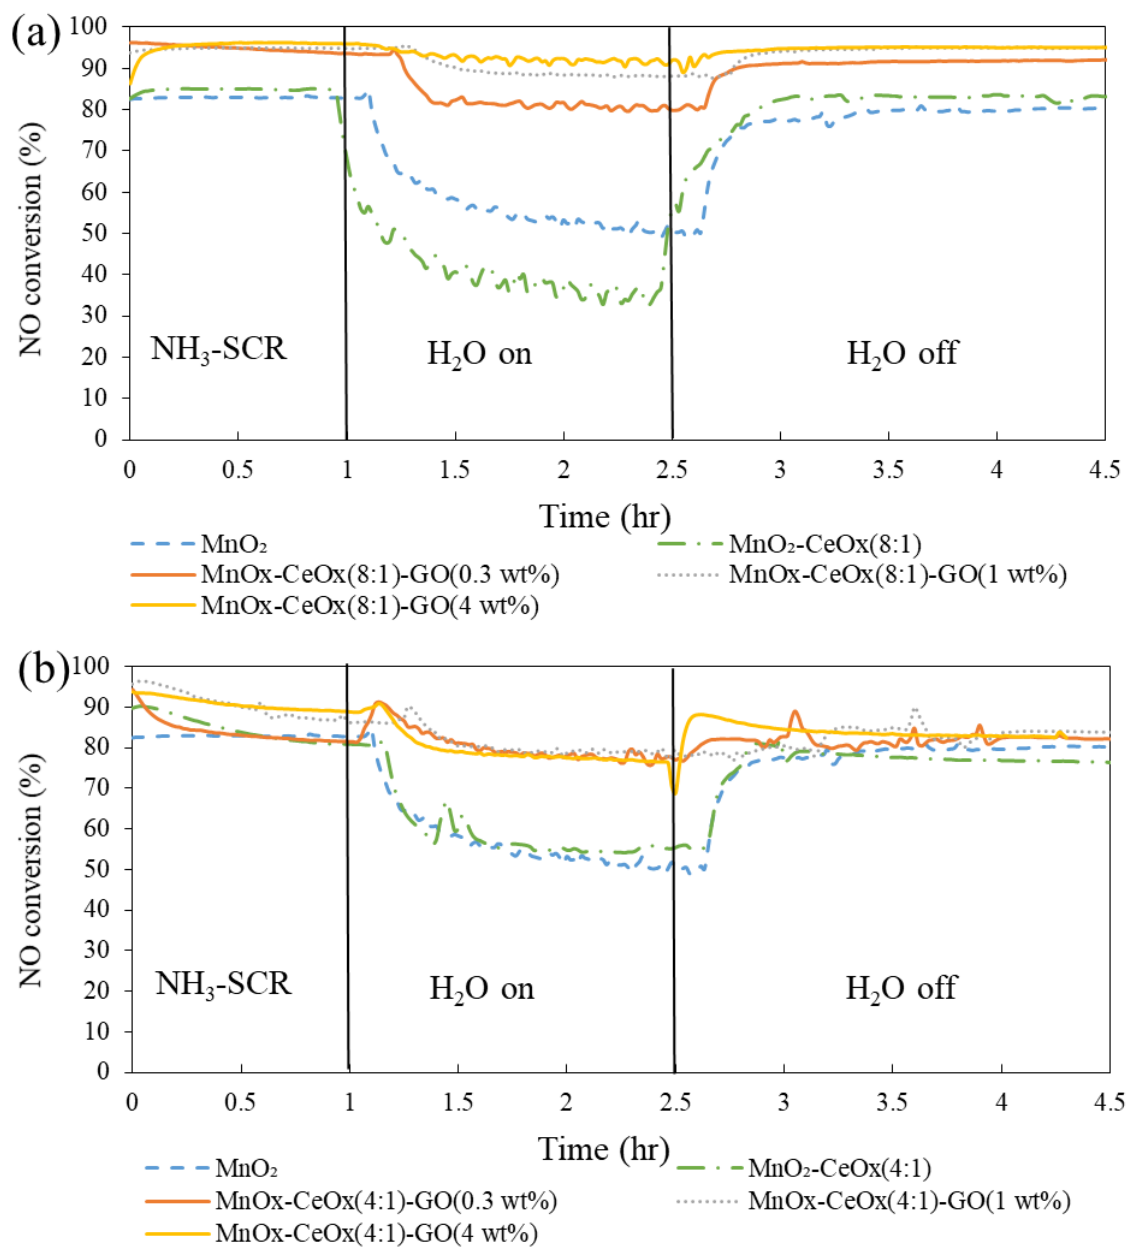 (a)
100
90
80
70
60
50
40
30
20
10
0
NO conversion (%)
NH₃-SCR
H₂O on
H₂O off
0 0.5 1 1.5 2 2.5 3 3.5 4 4.5
Time (hr)
MnO₂ MnO₂-CeOx(8:1)
MnOx-CeOx(8:1)-GO(0.3 wt%) MnOx-CeOx(8:1)-GO(1 wt%)
MnOx-CeOx(8:1)-GO(4 wt%)
(b)
100
90
80
70
60
50
40
30
20
10
0
NO conversion (%)
NH₃-SCR
H₂O on
H₂O off
0 0.5 1 1.5 2 2.5 3 3.5 4 4.5
Time (hr)
MnO₂ MnO₂-CeOx(4:1)
MnOx-CeOx(4:1)-GO(0.3 wt%) MnOx-CeOx(4:1)-GO(1 wt%)
MnOx-CeOx(4:1)-GO(4 wt%)